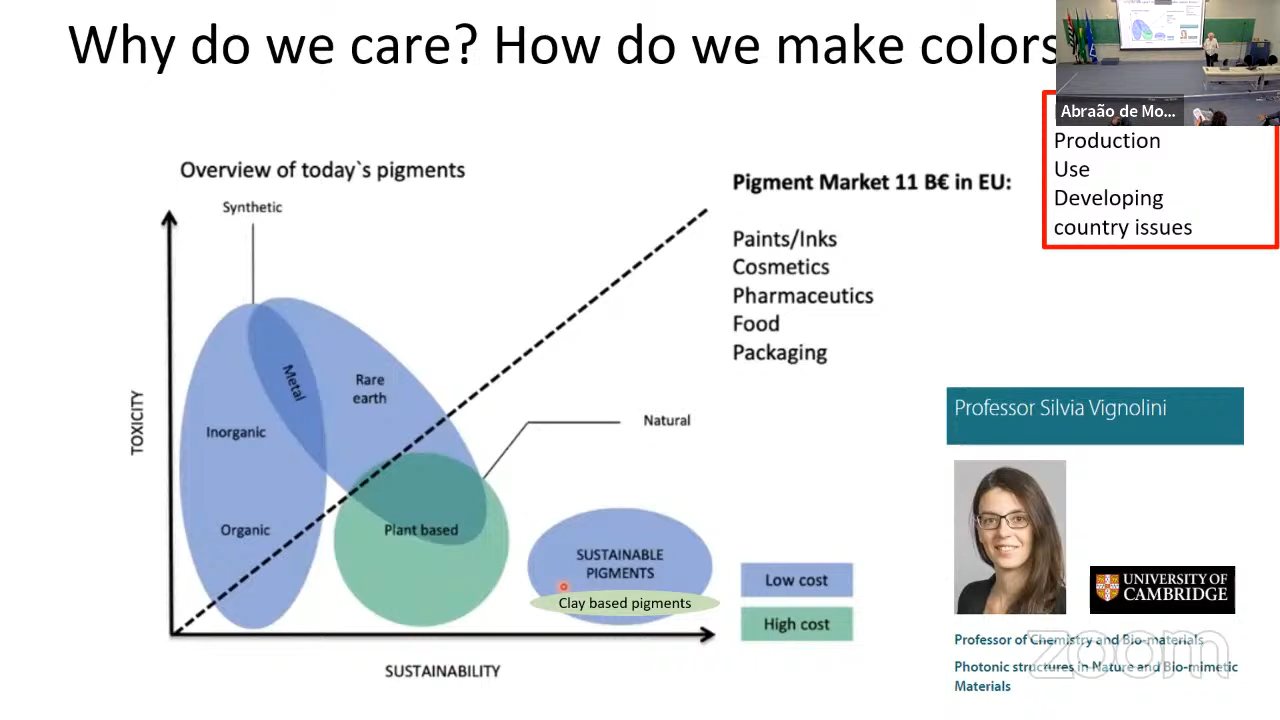 Why do we care? How do we make colors
Abraão de Mo...
Production
Use
Developing
country issues
Overview of today`s pigments
Synthetic
TOXICITY
Metal
Rare
earth
Inorganic
Organic
Natural
Plant based
SUSTAINABLE
PIGMENTS
Clay based pigments
SUSTAINABILITY
Low cost
High cost
Pigment Market 11 B€ in EU:
Paints/Inks
Cosmetics
Pharmaceutics
Food
Packaging
Professor Silvia Vignolini
UNIVERSITY OF
CAMBRIDGE
Professor of Chemistry and Bio-materials
Photonic structures in Nature and Bio-mimetic
Materials
zoom